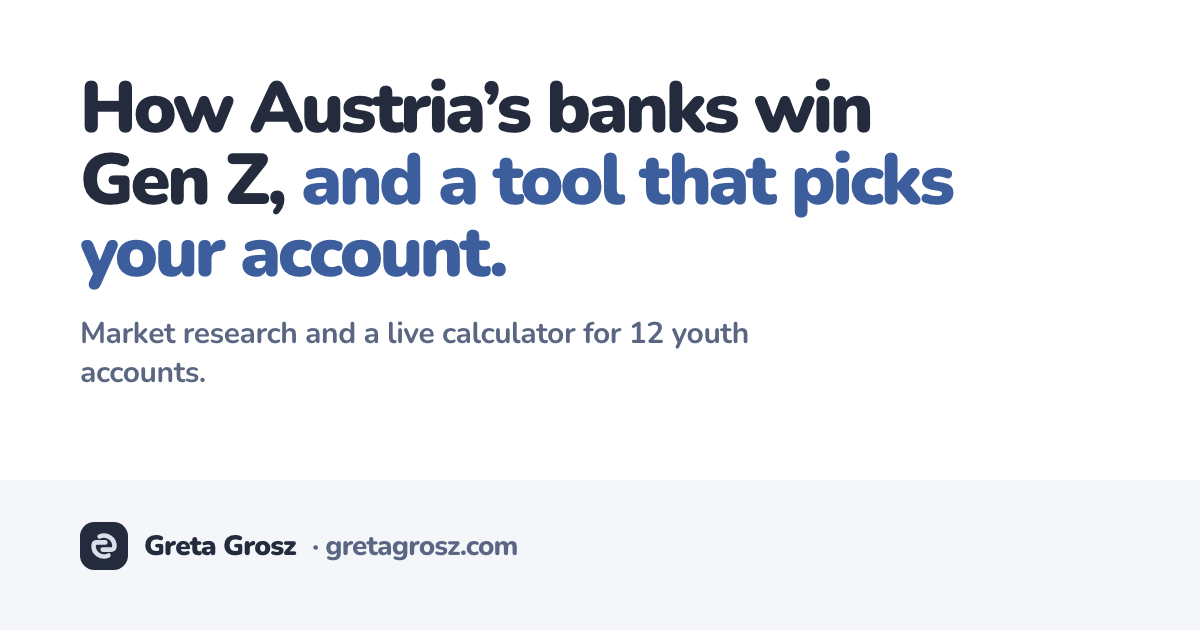 How Austria’s banks win
Gen Z, and a tool that picks
your account.
Market research and a live calculator for 12 youth
accounts.
Greta Grosz · gretagrosz.com